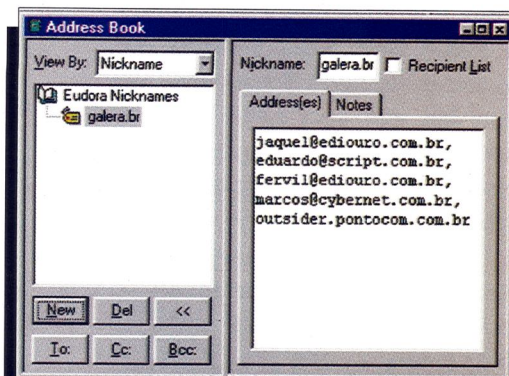 Address Book
View By: Nickname
Eudora Nicknames
galera.br
New Del <<
To: Cc: Bcc:
Nickname: galera.br Recipient List
Address(es) Notes
jaquel@ediouro.com.br,
eduardo@script.com.br,
fervil@ediouro.com.br,
marcos@cybernet.com.br,
outsider.pontocom.com.br